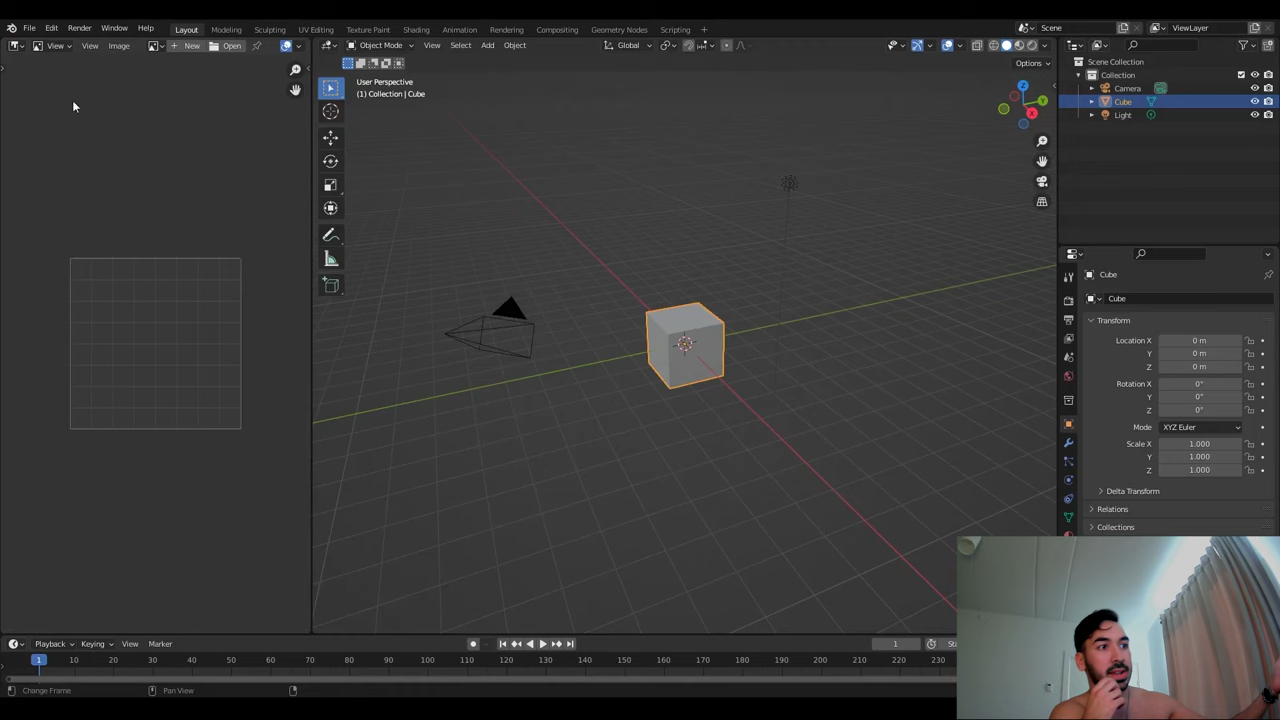 File Edit Render Window Help Layout Modeling Sculpting UV Editing Texture Paint Shading Animation Rendering Compositing Geometry Nodes Scripting + Scene ViewLayer
View View Image New Open Object Mode View Select Add Object Global
Options
User Perspective
(1) Collection | Cube
Scene Collection
Collection
Camera
Cube
Light
Cube
Cube
Transform
Location X 0 m
Y 0 m
Z 0 m
Rotation X 0°
Y 0°
Z 0°
Mode XYZ Euler
Scale X 1.000
Y 1.000
Z 1.000
Delta Transform
Relations
Collections
Playback Keying View Marker 1
1 10 20 30 40 50 60 70 80 90 100 110 120 130 140 150 160 170 180 190 200 210 220 230
Change Frame Pan View